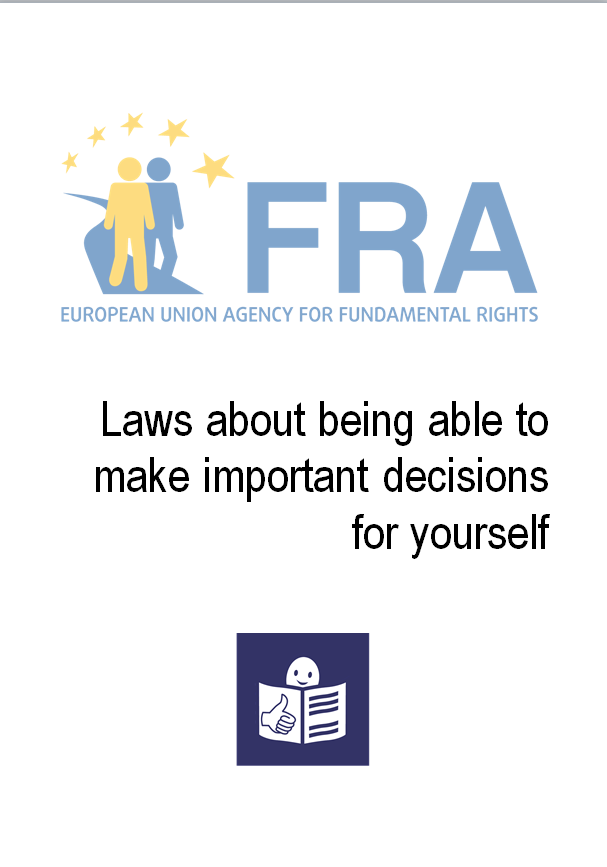 FRA
EUROPEAN UNION AGENCY FOR FUNDAMENTAL RIGHTS
Laws about being able to
make important decisions
for yourself